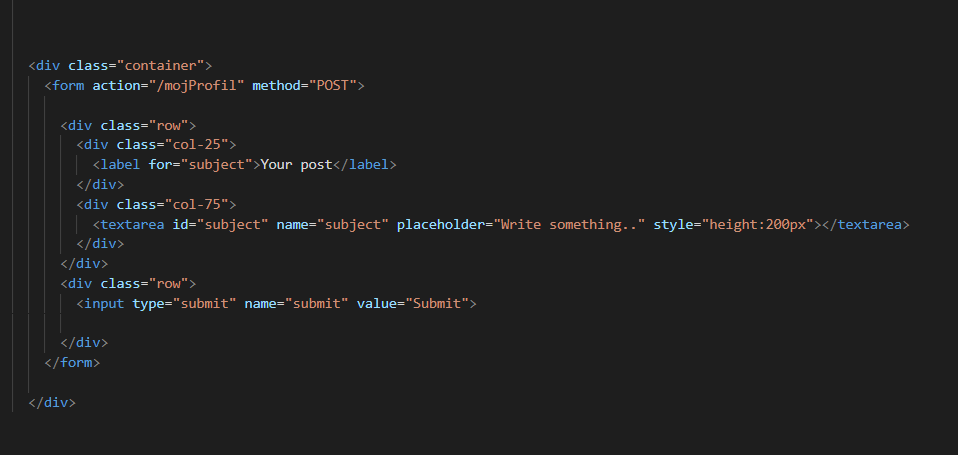 <div class="container">
<form action="/mojProfil" method="POST">
<div class="row">
<div class="col-25">
<label for="subject">Your post</label>
</div>
<div class="col-75">
<textarea id="subject" name="subject" placeholder="Write something.." style="height:200px"></textarea>
</div>
</div>
<div class="row">
<input type="submit" name="submit" value="Submit">
</div>
</form>
</div>